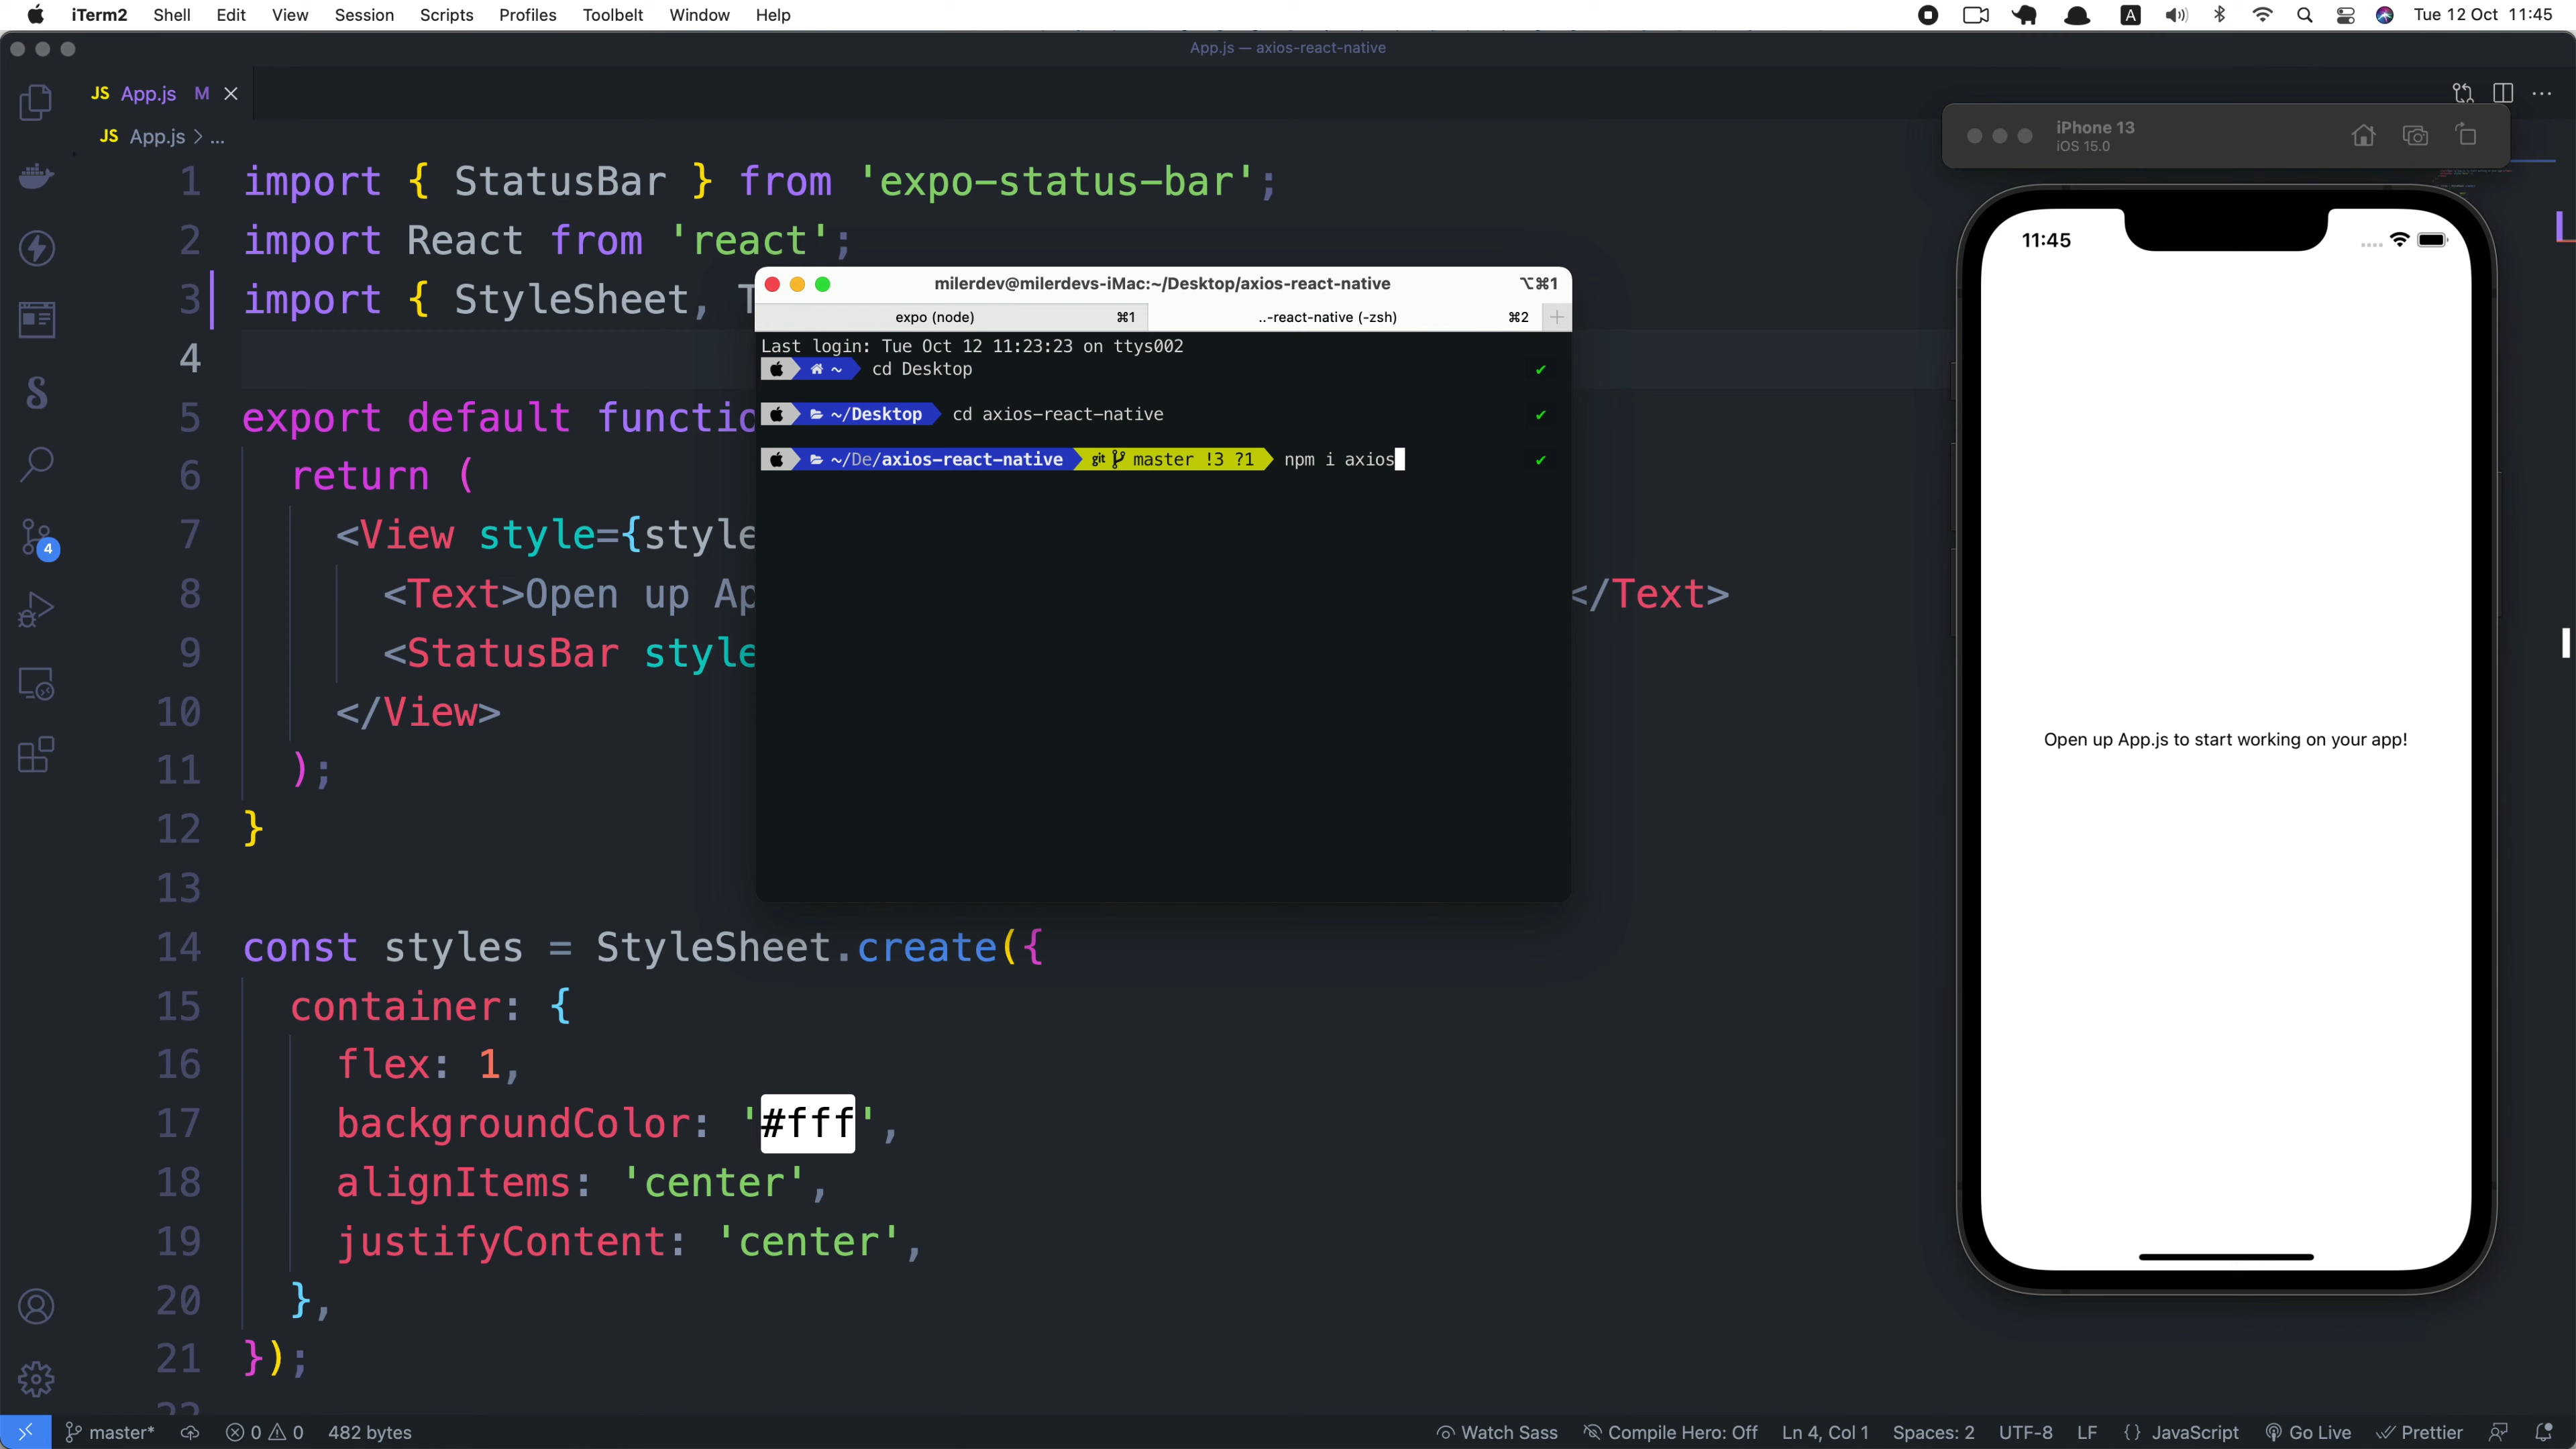 iTerm2 Shell Edit View Session Scripts Profiles Toolbelt Window Help A Tue 12 Oct 11:45
App.js — axios-react-native
JS App.js M
JS App.js > ...
1 import { StatusBar } from 'expo-status-bar';
2 import React from 'react';
3 import { StyleSheet, T
4
5 export default functio
6 return (
7 <View style={style
8 <Text>Open up Ap </Text>
9 <StatusBar style
10 </View>
11 );
12 }
13
14 const styles = StyleSheet.create({
15 container: {
16 flex: 1,
17 backgroundColor: '#fff',
18 alignItems: 'center',
19 justifyContent: 'center',
20 },
21 });
22
4
milerdev@milerdevs-iMac:~/Desktop/axios-react-native ⌥⌘1
expo (node) ⌘1 ..-react-native (-zsh) ⌘2 +
Last login: Tue Oct 12 11:23:23 on ttys002
~ cd Desktop ✔
~/Desktop cd axios-react-native ✔
~/De/axios-react-native git master !3 ?1 npm i axios ✔
iPhone 13
iOS 15.0
11:45
Open up App.js to start working on your app!
master* 0 0 482 bytes Watch Sass Compile Hero: Off Ln 4, Col 1 Spaces: 2 UTF-8 LF {} JavaScript Go Live Prettier